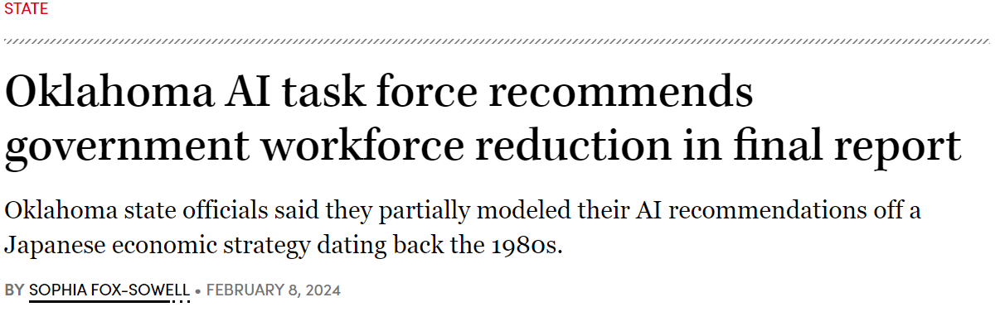 STATE
Oklahoma AI task force recommends
government workforce reduction in final report
Oklahoma state officials said they partially modeled their AI recommendations off a
Japanese economic strategy dating back the 1980s.
BY SOPHIA FOX-SOWELL • FEBRUARY 8, 2024